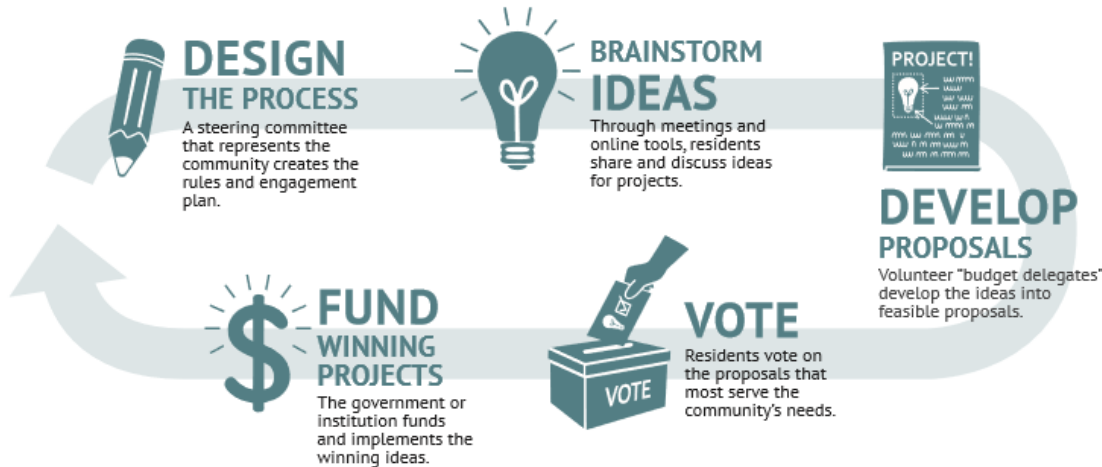 DESIGN
THE PROCESS
A steering committee
that represents the
community creates the
rules and engagement
plan.
BRAINSTORM
IDEAS
Through meetings and
online tools, residents
share and discuss ideas
for projects.
PROJECT!
DEVELOP
PROPOSALS
Volunteer "budget delegates"
develop the ideas into
feasible proposals.
VOTE
Residents vote on
the proposals that
most serve the
community's needs.
VOTE
FUND
WINNING
PROJECTS
The government or
institution funds
and implements the
winning ideas.